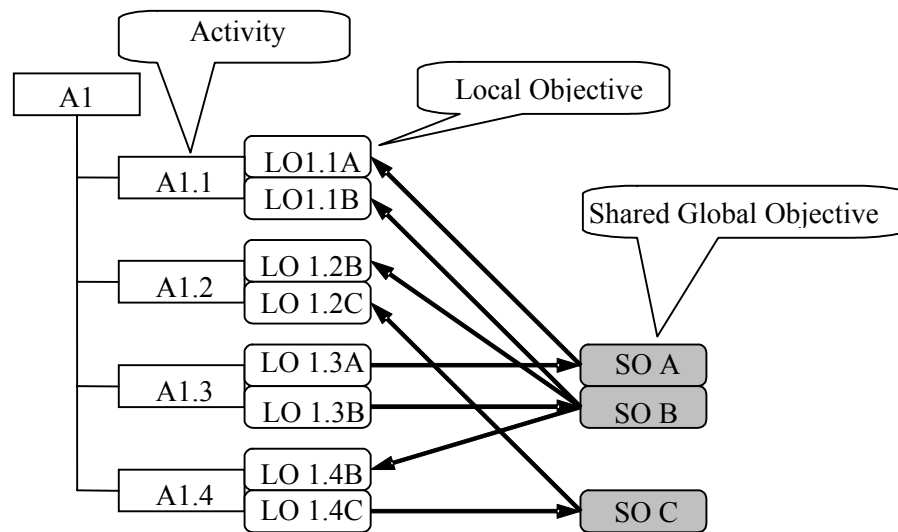 Activity
Local Objective
A1
A1.1
LO1.1A
LO1.1B
Shared Global Objective
A1.2
LO 1.2B
LO 1.2C
A1.3
LO 1.3A
LO 1.3B
SO A
SO B
A1.4
LO 1.4B
LO 1.4C
SO C